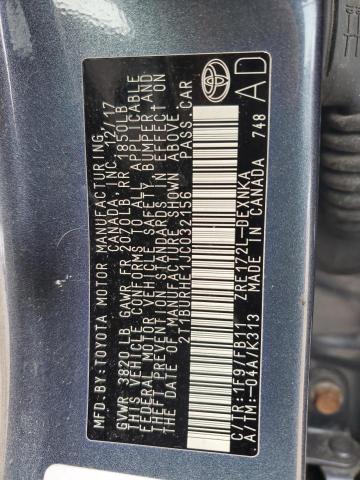 MFD.BY:TOYOTA MOTOR MANUFACTURING
CANADA, INC. 12/17
GVWR 3820 LB GAWR FR 2020LB, RR 1850LB
THIS VEHICLE CONFORMS TO ALL APPLICABLE
FEDERAL MOTOR VEHICLE SAFETY, BUMPER, AND
THEFT PREVENTION STANDARDS IN EFFECT ON
THE DATE OF MANUFACTURE SHOWN ABOVE.
2T1BURHE1JC032156 PASS.CAR
C/TR:1F9/FB21 ZRE172L-DEXNKA
A/TM:-04A/K313 MADE IN CANADA 748
AD